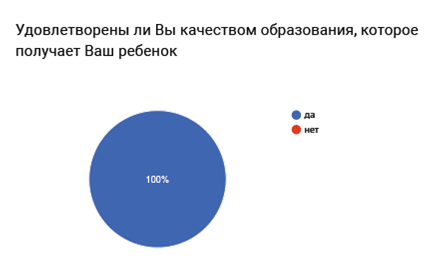 Удовлетворены ли Вы качеством образования, которое
получает Ваш ребенок
да
нет
100%